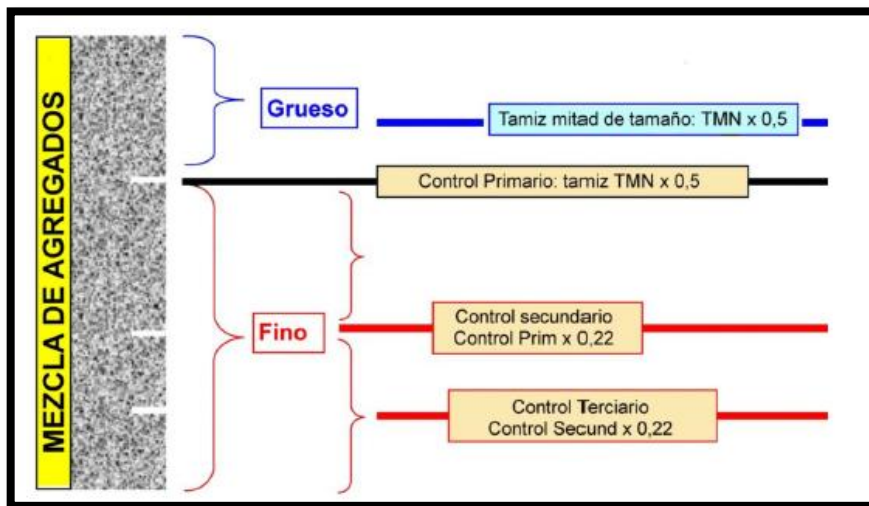 MEZCLA DE AGREGADOS
Grueso
Tamiz mitad de tamaño: TMN x 0,5
Control Primario: tamiz TMN x 0,5
Fino
Control secundario
Control Prim x 0,22
Control Terciario
Control Secund x 0,22